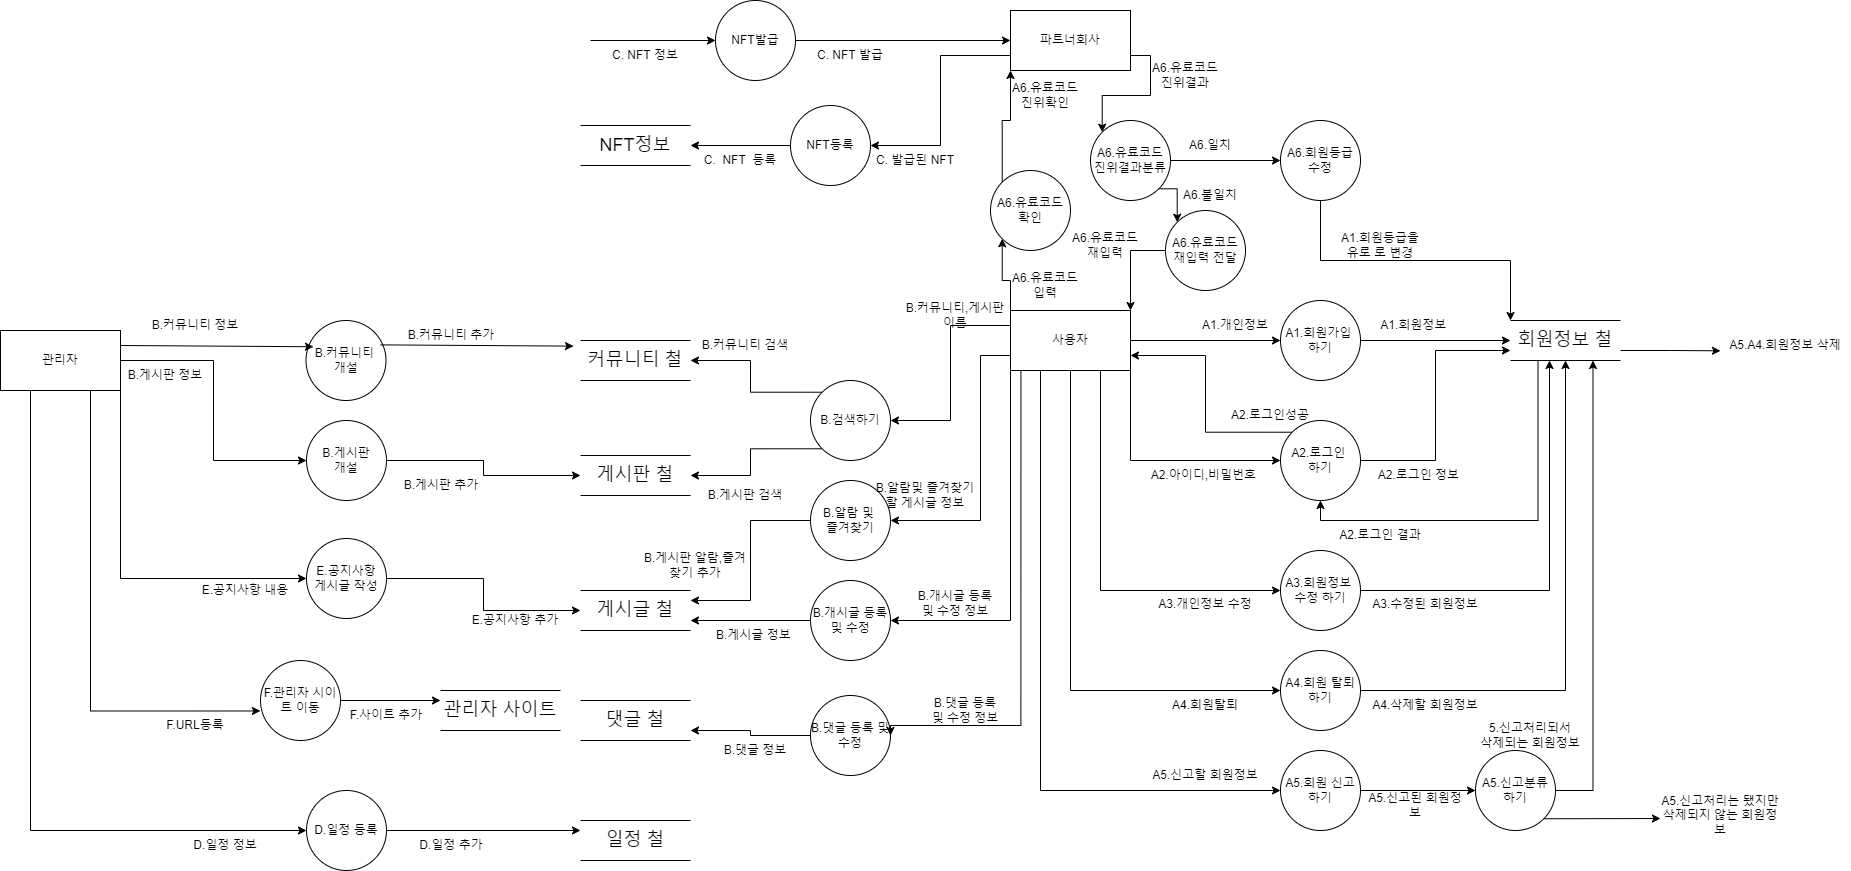 C. NFT 정보
NFT발급
C. NFT 발급
파트너회사
A6.유료코드
진위결과
A6.유료코드
진위확인
NFT정보
C.  NFT  등록
NFT등록
C. 발급된 NFT
A6.유료코드
진위결과분류
A6.일치
A6.회원등급
수정
A6.유료코드
확인
A6.불일치
A6.유료코드
재입력
A6.유료코드
재입력 전달
A1.회원등급을
유로 로 변경
A6.유료코드
입력
B.커뮤니티,게시판
이름
관리자
B.커뮤니티 정보
B.커뮤니티
개설
B.커뮤니티 추가
커뮤니티 철
B.커뮤니티 검색
사용자
A1.개인정보
A1.회원가입
하기
A1.회원정보
회원정보 철
A5.A4.회원정보 삭제
B.게시판 정보
B.검색하기
A2.로그인성공
B.게시판
개설
B.게시판 추가
게시판 철
B.게시판 검색
A2.아이디,비밀번호
A2.로그인
하기
A2.로그인 정보
B.알람및 즐겨찾기
할 게시글 정보
B.알람 및
즐겨찾기
A2.로그인 결과
B.게시판 알람,즐겨
찾기 추가
E.공지사항 내용
E.공지사항
게시글 작성
E.공지사항 추가
게시글 철
B.게시글 정보
B.개시글 등록
및 수정
B.개시글 등록
및 수정 정보
A3.개인정보 수정
A3.회원정보
수정 하기
A3.수정된 회원정보
F.URL등록
F.관리자 시이
트 이동
F.사이트 추가
관리자 사이트
댓글 철
B.댓글 정보
B.댓글 등록 및
수정
B.댓글 등록
및 수정 정보
A4.회원탈퇴
A4.회원 탈퇴
하기
A4.삭제할 회원정보
5.신고처리되서
삭제되는 회원정보
A5.신고할 회원정보
A5.회원 신고
하기
A5.신고된 회원정
보
A5.신고분류
하기
A5.신고처리는 됐지만
삭제되지 않는 회원정
보
D.일정 정보
D.일정 등록
D.일정 추가
일정 철